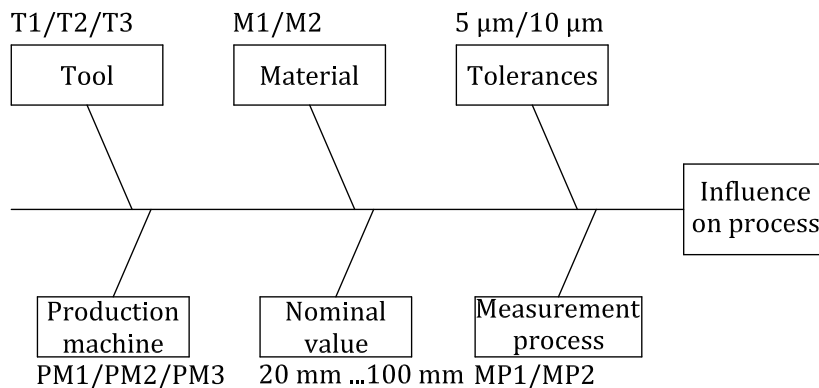 T1/T2/T3
M1/M2
5 μm/10 μm
Tool
Material
Tolerances
Influence
on process
Production
machine
Nominal
value
Measurement
process
PM1/PM2/PM3
20 mm ...100 mm
MP1/MP2